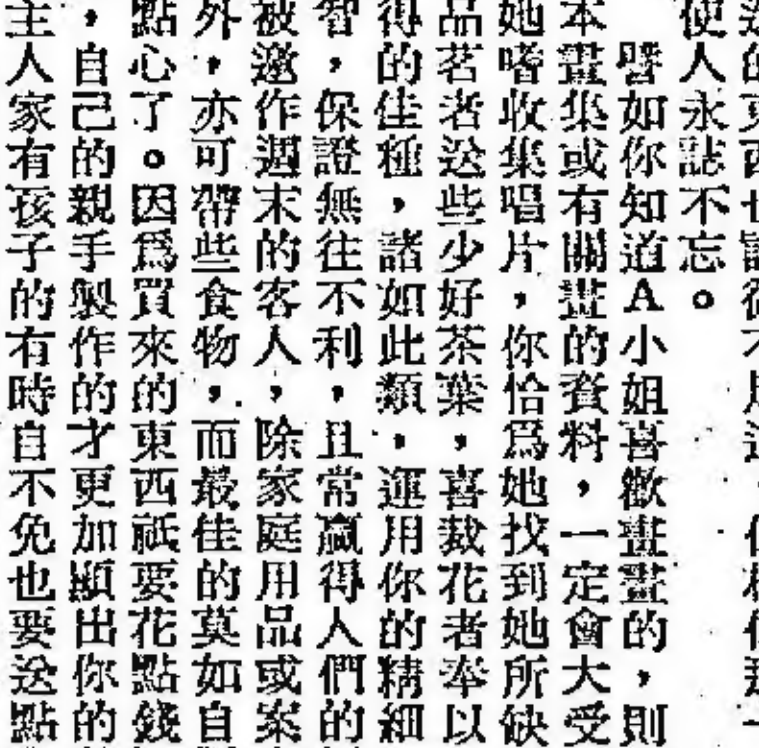 使人永誌不忘。
譬如你知道A小姐喜歡畫畫的，則
本畫集或有關畫的資料，一定會大受
她嗜收集唱片，你恰爲她找到她所缺
品茗者送些少好茶葉，喜栽花者奉以
得的佳種，諸如此類，運用你的精細
智，保證無往不利，且常贏得人們的
被邀作週末的客人，除家庭用品或案
外，亦可帶些食物，而最佳的莫如自
點心了。因爲買來的東西祇要花點錢
，自己的親手製作的才更加顯出你的
主人家有孩子的有時自不免也要送點